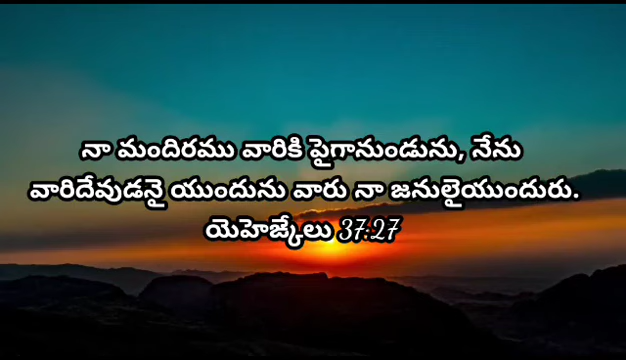 నా మందిరము వారికి పైగానుండును, నేను
వారిదేవుడనై యుందును వారు నా జనులైయుందురు.
యెహెఙ్కేలు 37:27